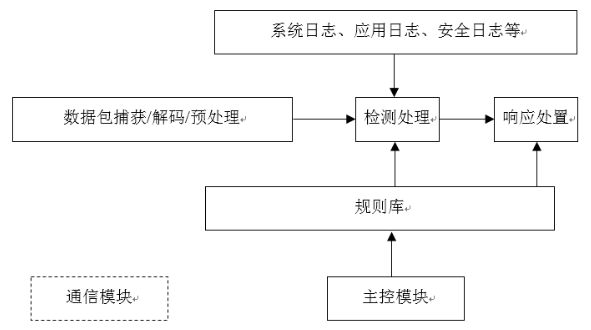 系统日志、应用日志、安全日志等
数据包捕获/解码/预处理
检测处理
响应处置
规则库
通信模块
主控模块